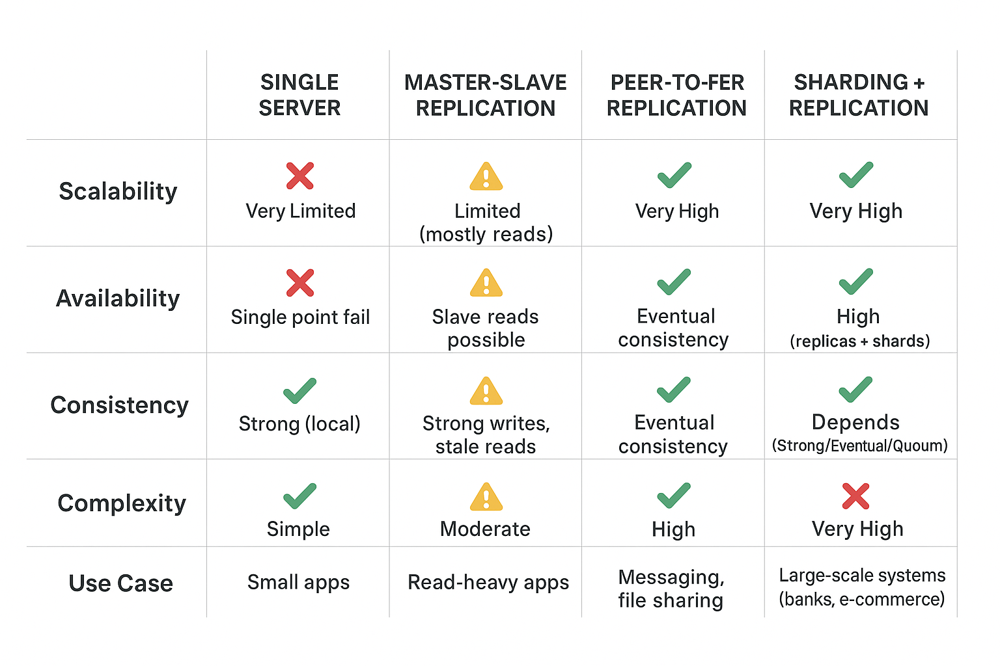 SINGLE
SERVER
MASTER-SLAVE
REPLICATION
PEER-TO-FER
REPLICATION
SHARDING +
REPLICATION
Scalability
Very Limited
Limited
(mostly reads)
Very High
Very High
Availability
Single point fail
Slave reads
possible
Eventual
consistency
High
(replicas + shards)
Consistency
Strong (local)
Strong writes,
stale reads
Eventual
consistency
Depends
(Strong/Eventual/Quoum)
Complexity
Simple
Moderate
High
Very High
Use Case
Small apps
Read-heavy apps
Messaging,
file sharing
Large-scale systems
(banks, e-commerce)